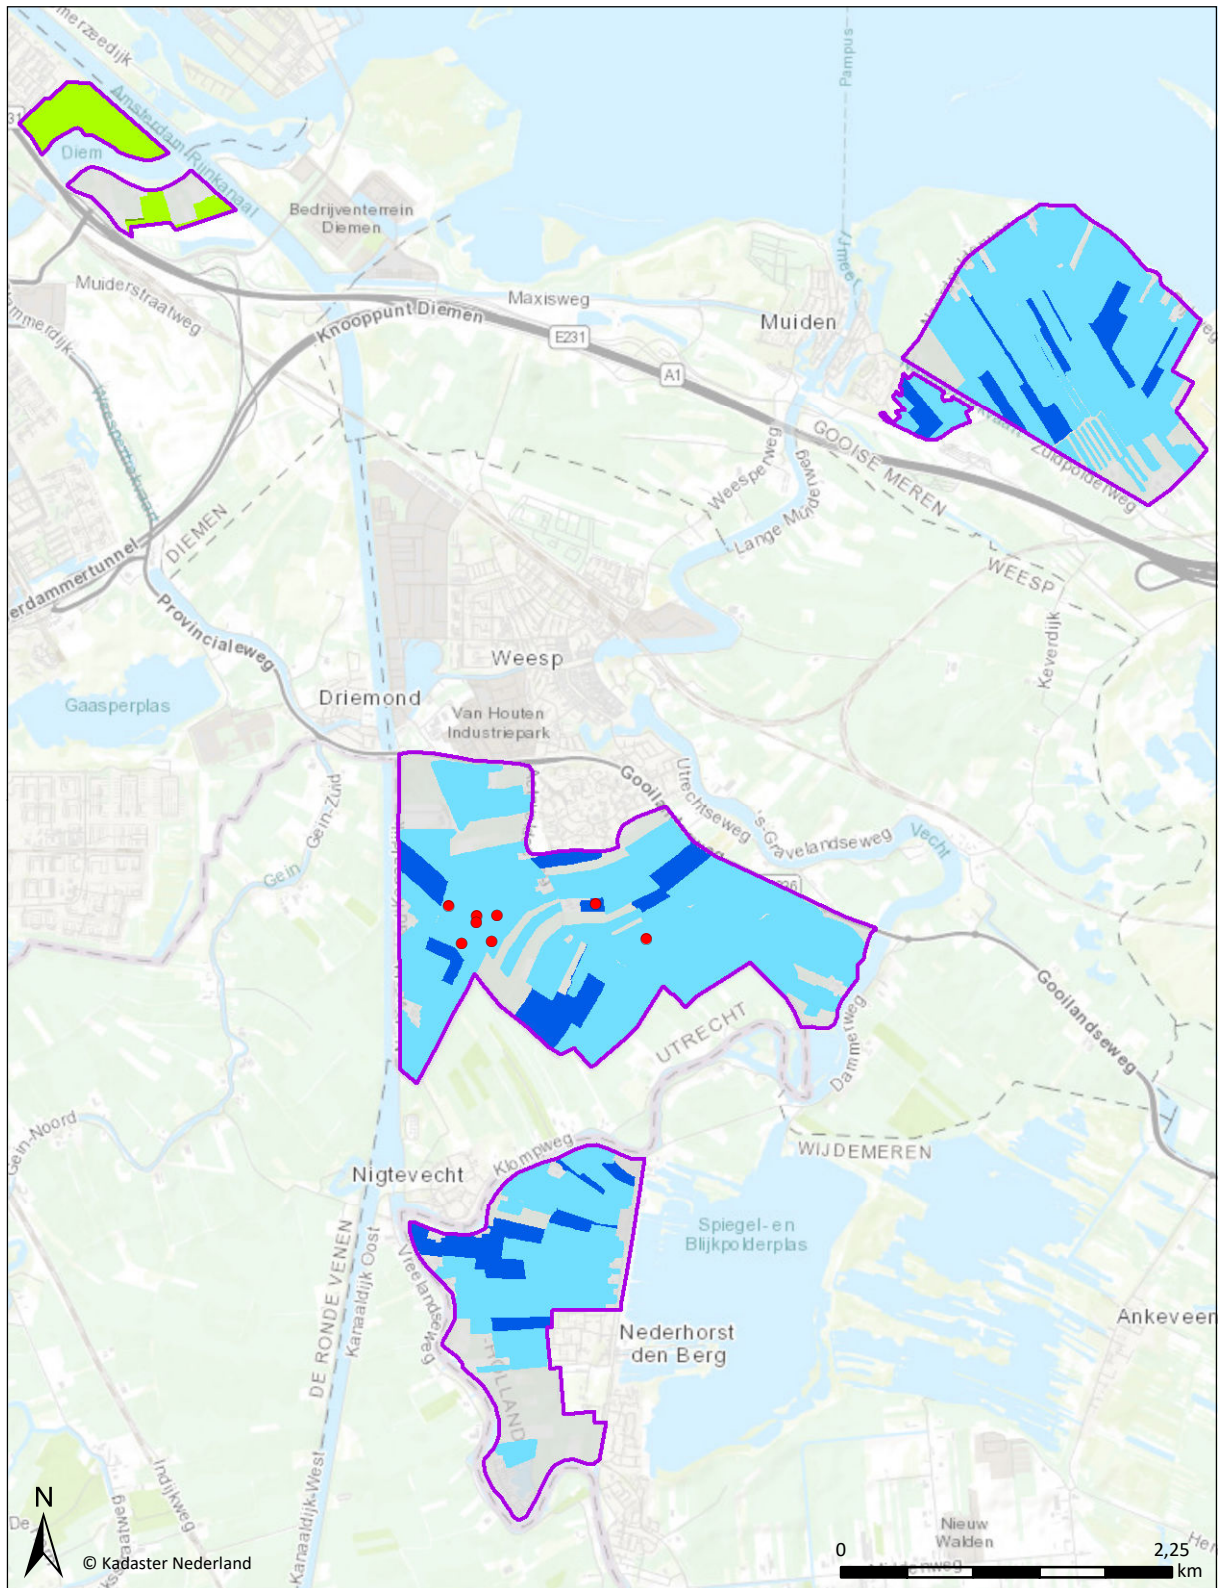 Amsterdam Rijnkanaal
Diem
Bedrijventerrein
Diemen
Pampus
IJmeer
Muiderstraatweg
Maxisweg
Muiden
Knooppunt Diemen
E231
A1
GOOISE MEREN
Zuidpolderweg
Weesperweg
Lange Muiderweg
DIEMEN
WEESP
Keverdijk
Provincialeweg
Weesp
Driemond
Gaasperplas
Van Houten
Industriepark
Gein-Zuid
Gein
Utrechtseweg
's-Gravelandseweg
Vecht
Gooilandseweg
UTRECHT
Dammerweg
Gein-Noord
Klompweg
WIJDEMEREN
Nigtevecht
Spiegel- en
Blijkpolderplas
DE RONDE VENEN
Kanaaldijk Oost
Vreelandseweg
Nederhorst
den Berg
Ankeveen
HOLLAND
Indijkweg
Kanaaldijk-West
Nieuw
Walden
N
© Kadaster Nederland
0
2,25
km